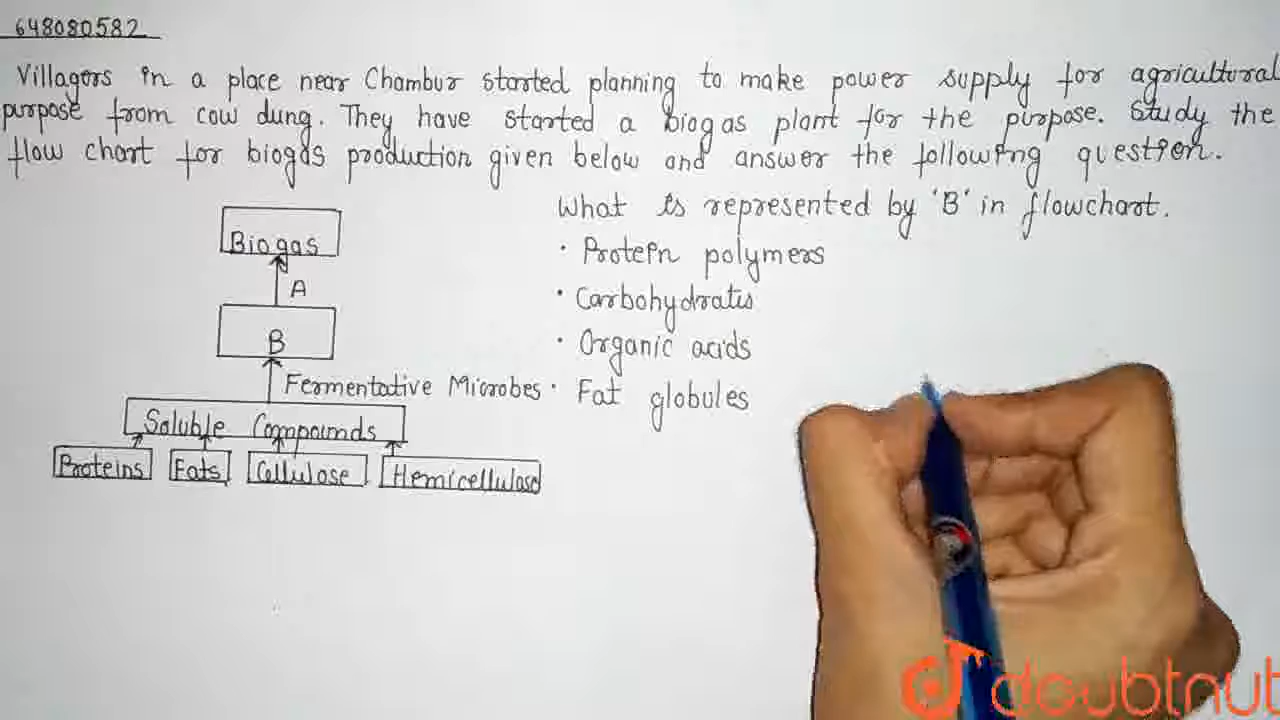 648080582
Villagers in a place near Chambur started planning to make power supply for agricultural
purpose from cow dung. They have started a biogas plant for the purpose. Study the
flow chart for biogas production given below and answer the following question.
What is represented by 'B' in flowchart.
Biogas
A
B
Fermentative Microbes
Soluble Compounds
Proteins Fats Cellulose Hemicellulose
· Protein polymers
· Carbohydrates
· Organic acids
· Fat globules
doubtnut